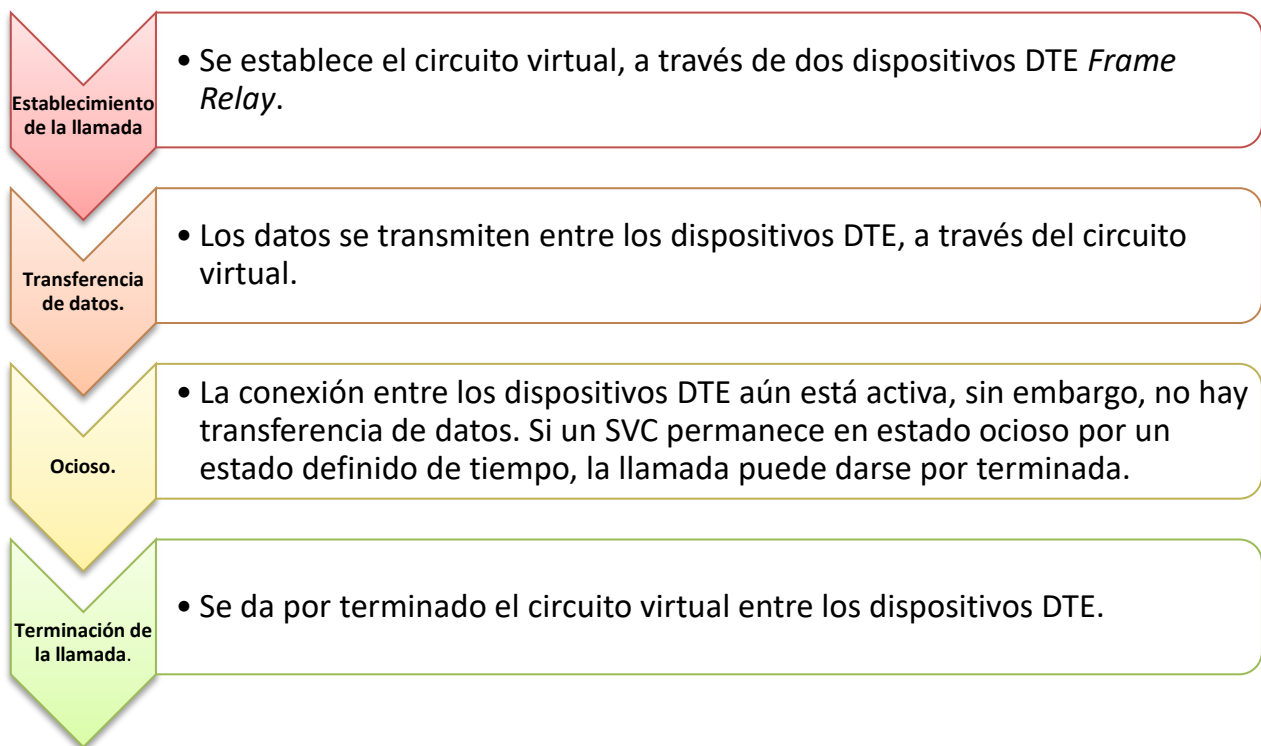 Establecimiento
de la llamada
• Se establece el circuito virtual, a través de dos dispositivos DTE Frame
Relay.
Transferencia
de datos.
• Los datos se transmiten entre los dispositivos DTE, a través del circuito
virtual.
Ocioso.
• La conexión entre los dispositivos DTE aún está activa, sin embargo, no hay
transferencia de datos. Si un SVC permanece en estado ocioso por un
estado definido de tiempo, la llamada puede darse por terminada.
Terminación de
la llamada.
• Se da por terminado el circuito virtual entre los dispositivos DTE.